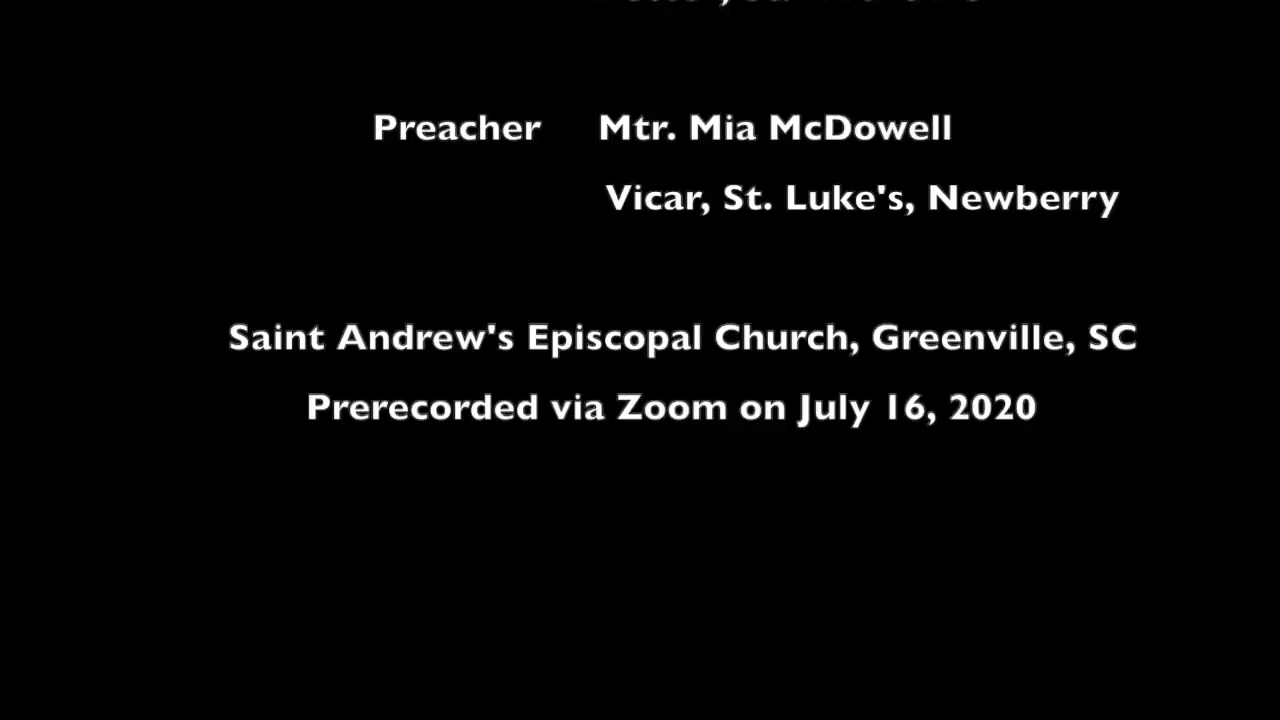 Preacher Mtr. Mia McDowell
Vicar, St. Luke's, Newberry
Saint Andrew's Episcopal Church, Greenville, SC
Prerecorded via Zoom on July 16, 2020